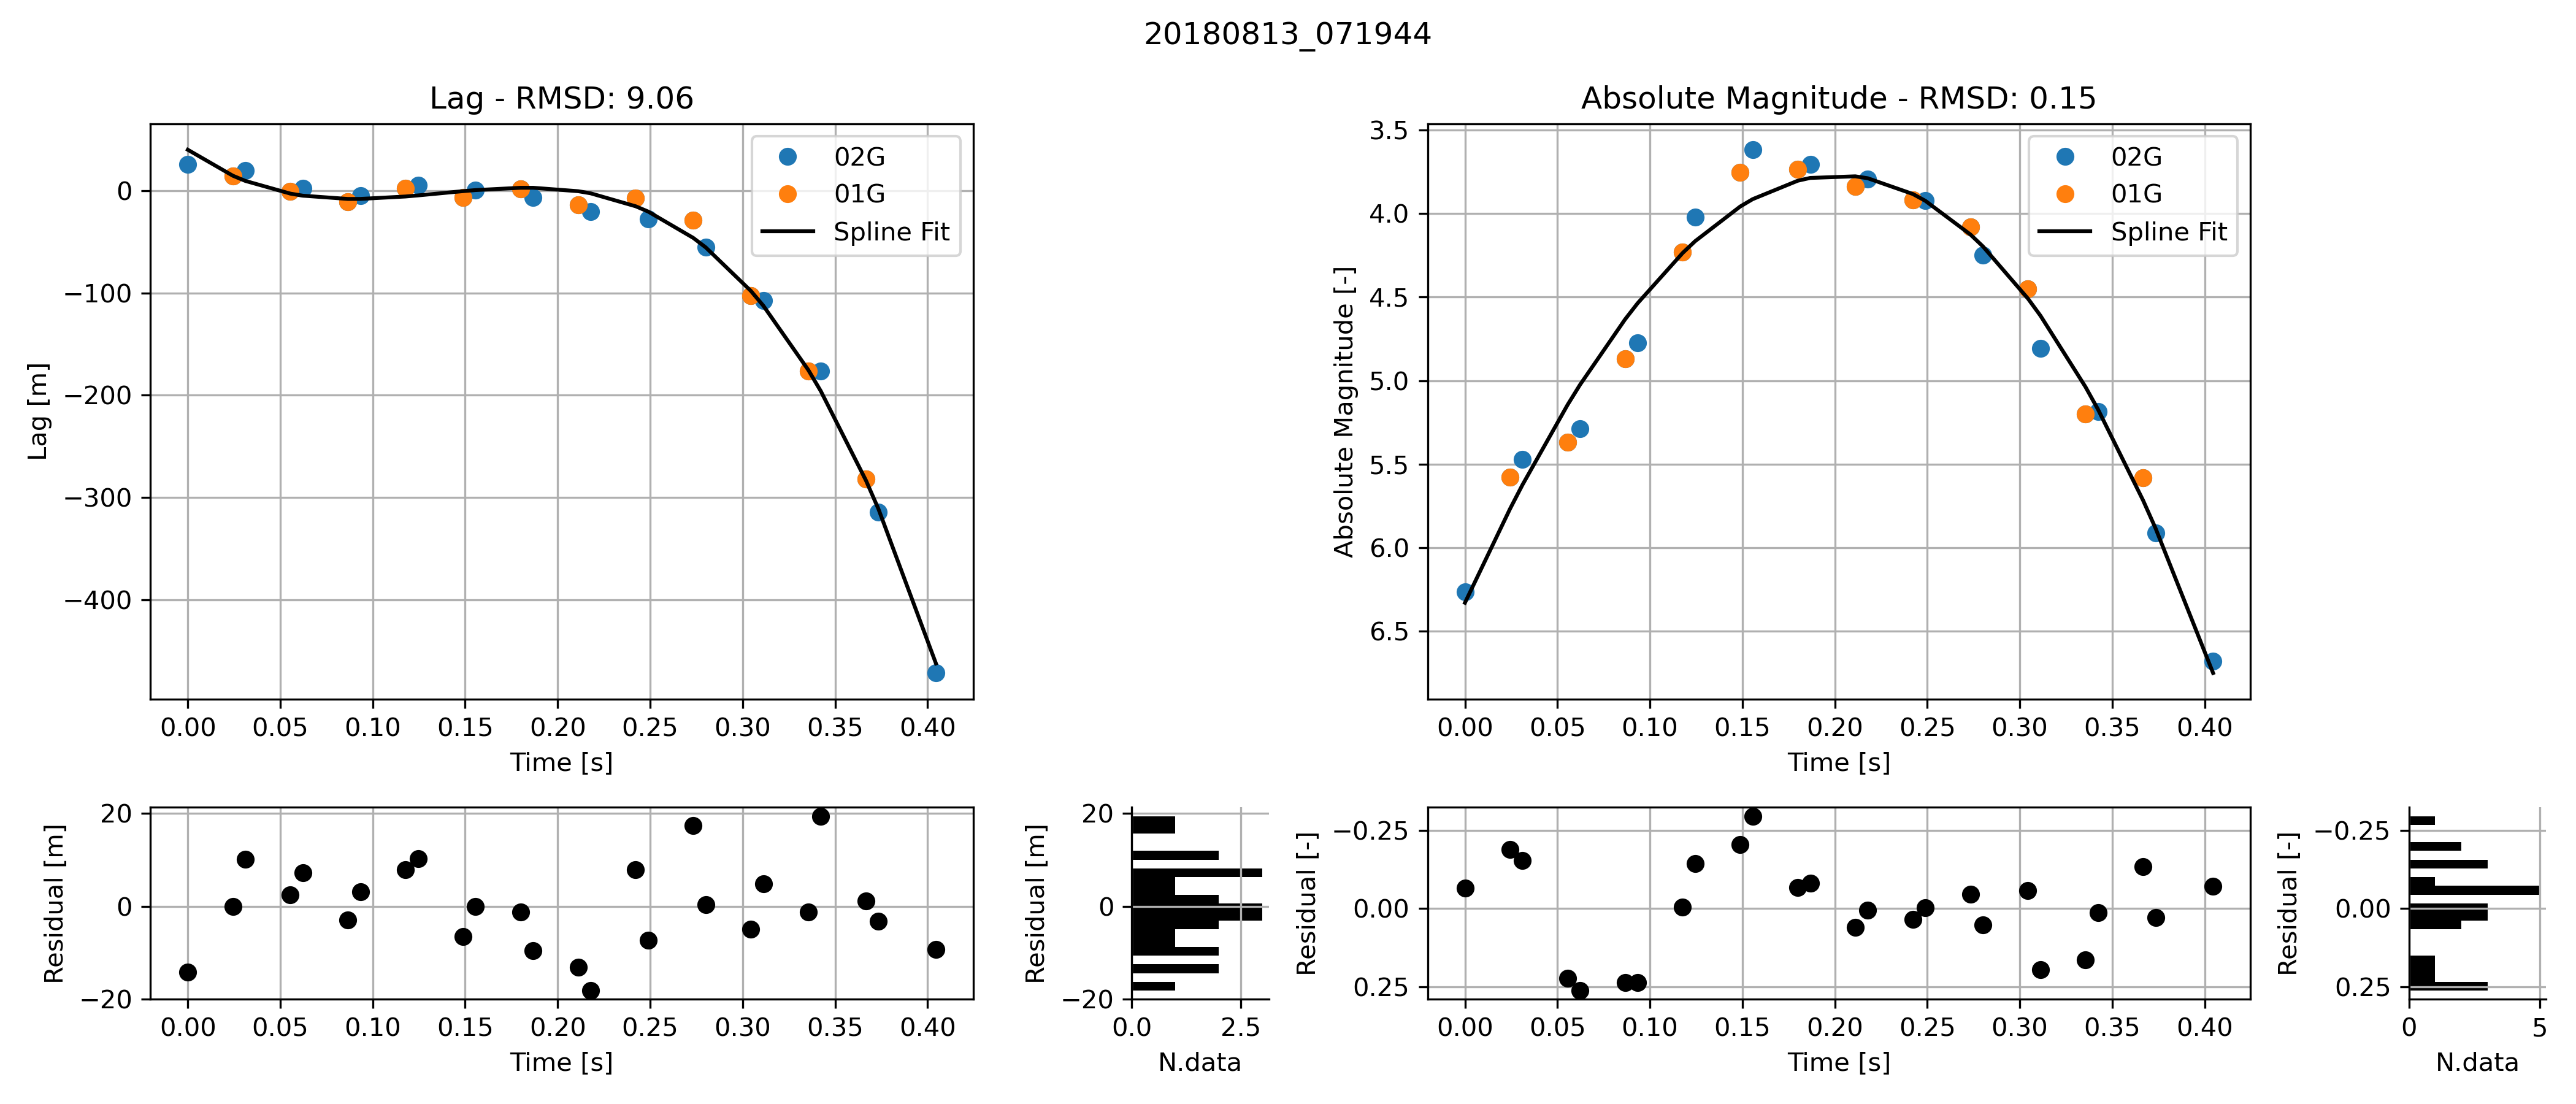 20180813_071944
Lag - RMSD: 9.06
0
−100
−200
−300
−400
Lag [m]
02G
01G
Spline Fit
0.00 0.05 0.10 0.15 0.20 0.25 0.30 0.35 0.40
Time [s]
Absolute Magnitude - RMSD: 0.15
3.5
4.0
4.5
5.0
5.5
6.0
6.5
Absolute Magnitude [-]
02G
01G
Spline Fit
0.00 0.05 0.10 0.15 0.20 0.25 0.30 0.35 0.40
Time [s]
20
0
−20
Residual [m]
0.00 0.05 0.10 0.15 0.20 0.25 0.30 0.35 0.40
Time [s]
20
0
−20
Residual [m]
0.0 2.5
N.data
−0.25
0.00
0.25
Residual [-]
0.00 0.05 0.10 0.15 0.20 0.25 0.30 0.35 0.40
Time [s]
−0.25
0.00
0.25
Residual [-]
0 5
N.data